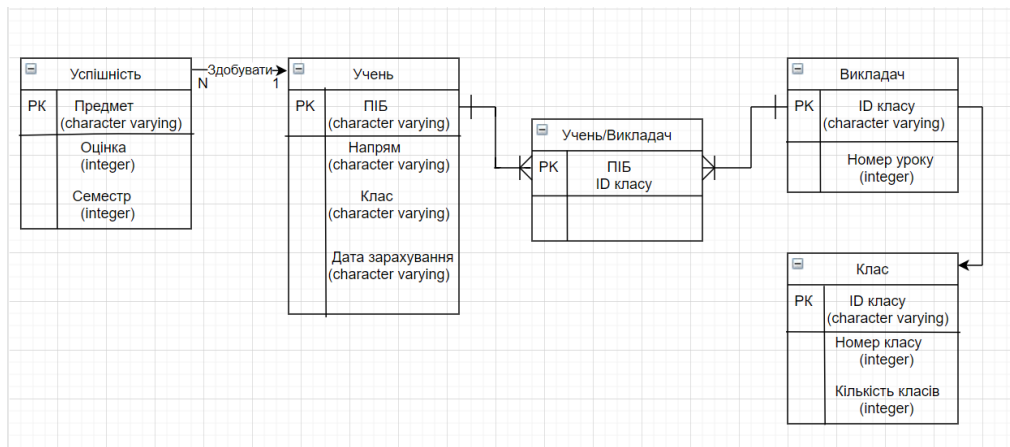 Успішність
PK
Предмет
(character varying)
Оцінка
(integer)
Семестр
(integer)
Здобувати
N
1
Учень
PK
ПІБ
(character varying)
Напрям
(character varying)
Клас
(character varying)
Дата зарахування
(character varying)
Учень/Викладач
PK
ПІБ
ID класу
Викладач
PK
ID класу
(character varying)
Номер уроку
(integer)
Клас
PK
ID класу
(character varying)
Номер класу
(integer)
Кількість класів
(integer)